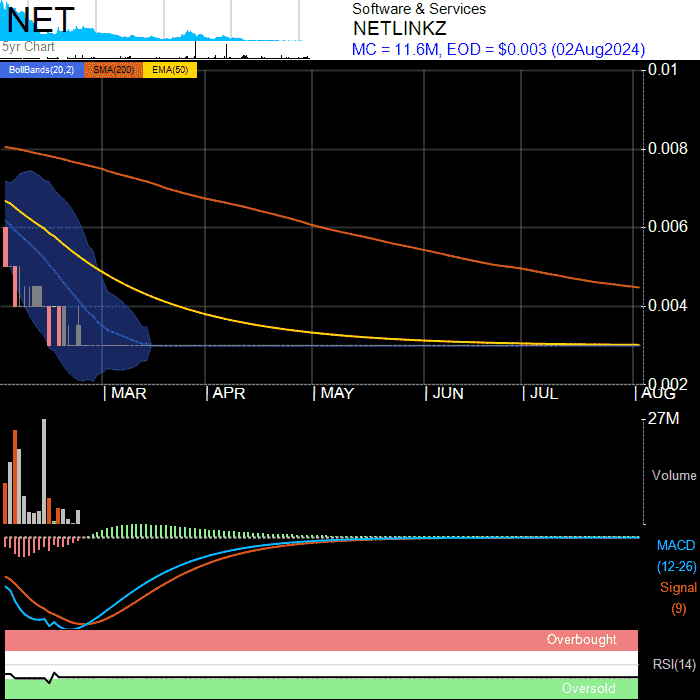 NET
5yr Chart
Software & Services
NETLINKZ
MC = 11.6M, EOD = $0.003 (02Aug2024)
BollBands(20,2) SMA(200) EMA(50)
0.01
0.008
0.006
0.004
0.002
MAR APR MAY JUN JUL AUG
27M
Volume
MACD
(12-26)
Signal
(9)
Overbought
RSI(14)
Oversold